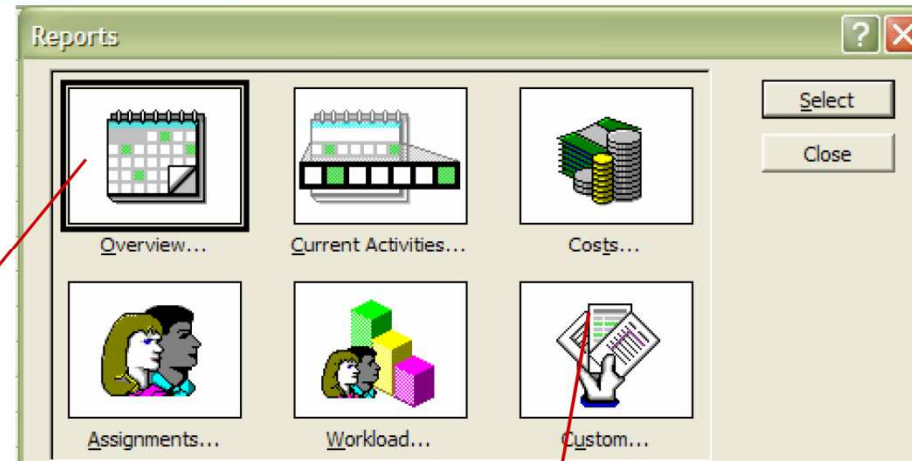 Reports
Select
Close
Overview...
Current Activities...
Costs...
Assignments...
Workload...
Custom...